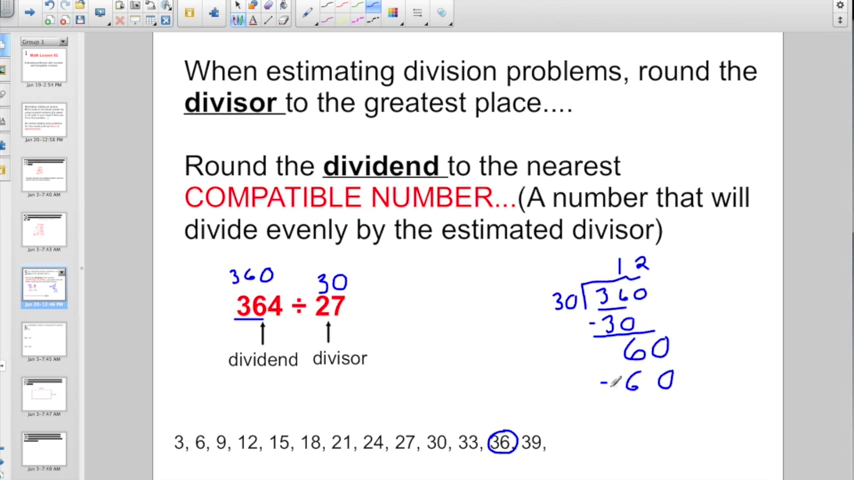 Group 1
When estimating division problems, round the
divisor to the greatest place....
Round the dividend to the nearest
COMPATIBLE NUMBER...(A number that will
divide evenly by the estimated divisor)
360 30
364 ÷ 27
dividend divisor
12
30 360
-30
60
-60
3, 6, 9, 12, 15, 18, 21, 24, 27, 30, 33, 36, 39,